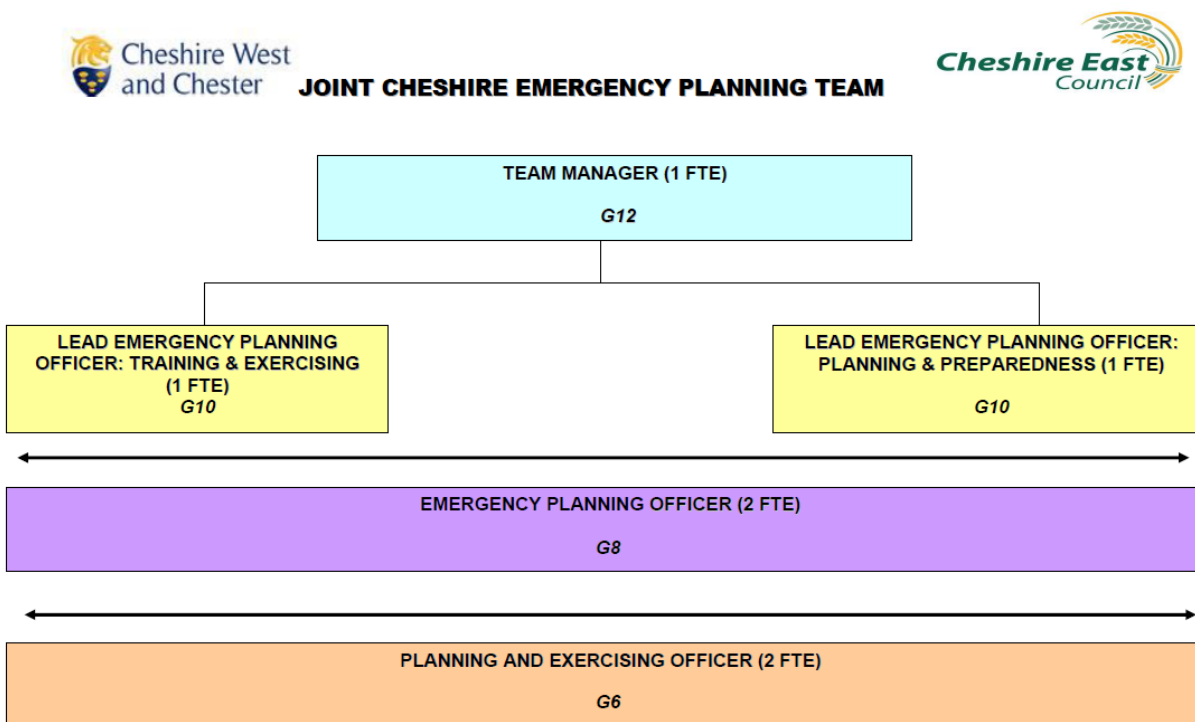 Cheshire West
and Chester
JOINT CHESHIRE EMERGENCY PLANNING TEAM
Cheshire East
Council
TEAM MANAGER (1 FTE)
G12
LEAD EMERGENCY PLANNING
OFFICER: TRAINING & EXERCISING
(1 FTE)
G10
LEAD EMERGENCY PLANNING OFFICER:
PLANNING & PREPAREDNESS (1 FTE)
G10
EMERGENCY PLANNING OFFICER (2 FTE)
G8
PLANNING AND EXERCISING OFFICER (2 FTE)
G6